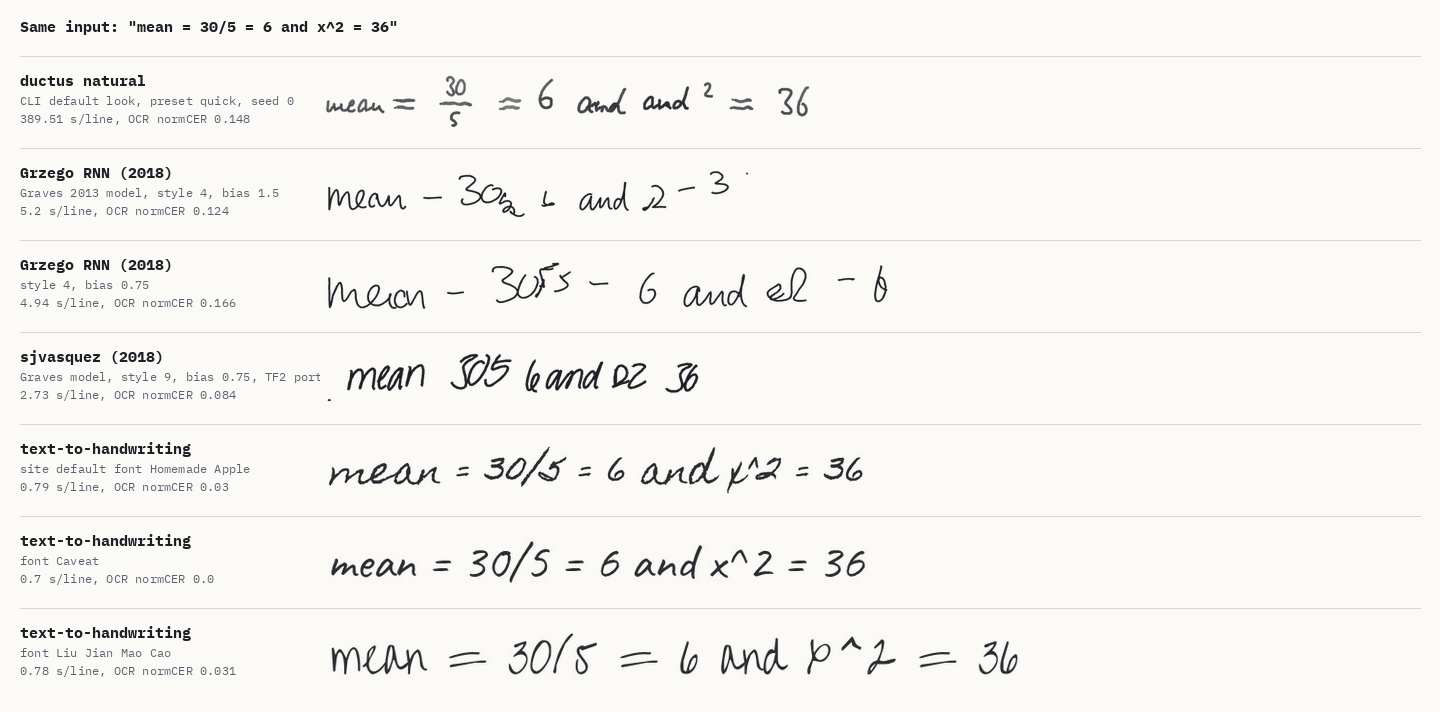 Same input: "mean = 30/5 = 6 and x^2 = 36"
ductus natural
CLI default look, preset quick, seed 0
389.51 s/line, OCR normCER 0.148
mean = 30/5 ≈ 6 and and ² ≈ 36
Grzego RNN (2018)
Graves 2013 model, style 4, bias 1.5
5.2 s/line, OCR normCER 0.124
mean – 30 and 2 – 3
Grzego RNN (2018)
style 4, bias 0.75
4.94 s/line, OCR normCER 0.166
mean – 30 – 6 and –
sjvasquez (2018)
Graves model, style 9, bias 0.75, TF2 port
2.73 s/line, OCR normCER 0.084
mean 305 6 and 36
text-to-handwriting
site default font Homemade Apple
0.79 s/line, OCR normCER 0.03
mean = 30/5 = 6 and x^2 = 36
text-to-handwriting
font Caveat
0.7 s/line, OCR normCER 0.0
mean = 30/5 = 6 and x^2 = 36
text-to-handwriting
font Liu Jian Mao Cao
0.78 s/line, OCR normCER 0.031
mean = 30/5 = 6 and x^2 = 36